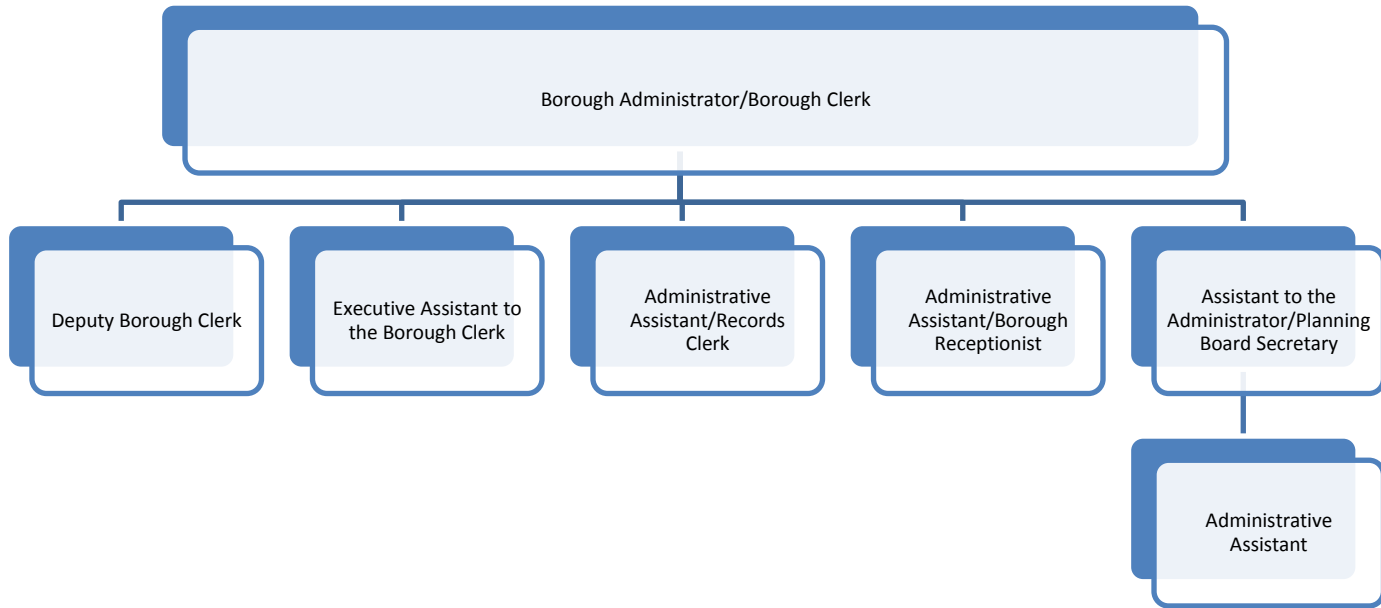 Borough Administrator/Borough Clerk
Deputy Borough Clerk
Executive Assistant to
the Borough Clerk
Administrative
Assistant/Records
Clerk
Administrative
Assistant/Borough
Receptionist
Assistant to the
Administrator/Planning
Board Secretary
Administrative
Assistant